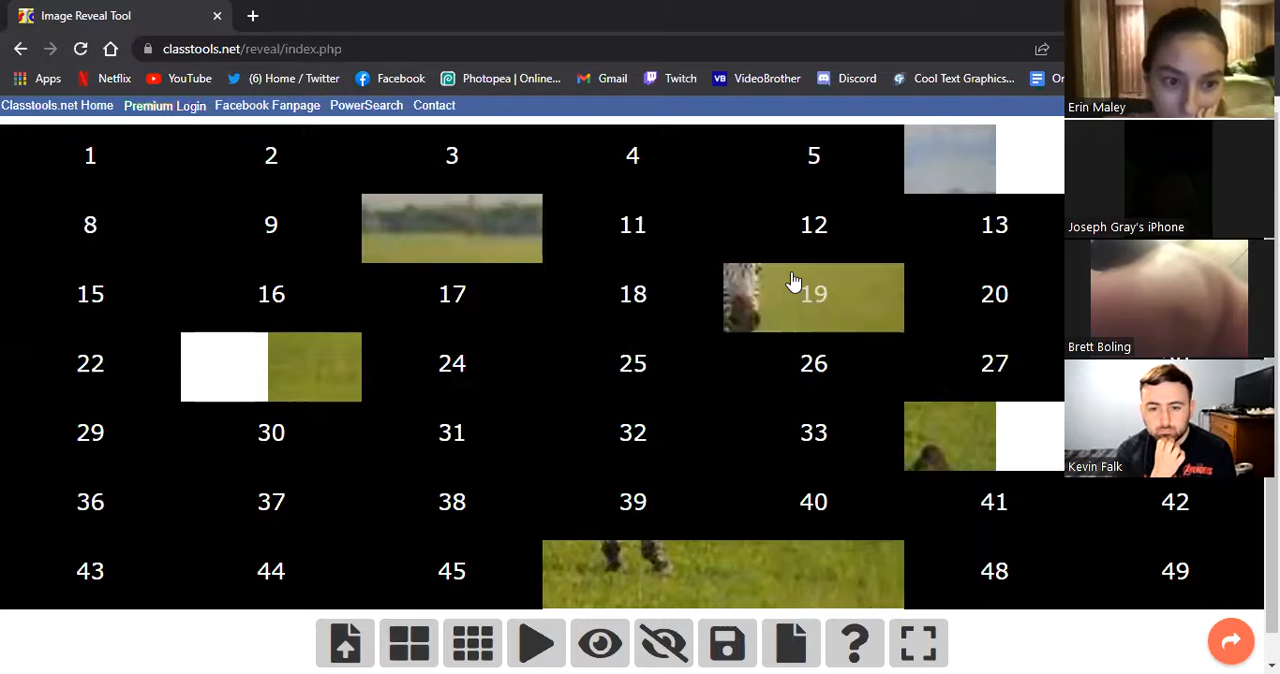 Image Reveal Tool
classtools.net/reveal/index.php
Apps Netflix YouTube (6) Home / Twitter Facebook Photopea | Online... Gmail Twitch VB VideoBrother Discord Cool Text Graphics...
Classtools.net Home Premium Login Facebook Fanpage PowerSearch Contact
Erin Maley
1 2 3 4 5
8 9 11 12 13
Joseph Gray's iPhone
15 16 17 18 19 20
Brett Boling
22 24 25 26 27
29 30 31 32 33
Kevin Falk
36 37 38 39 40 41 42
43 44 45 48 49